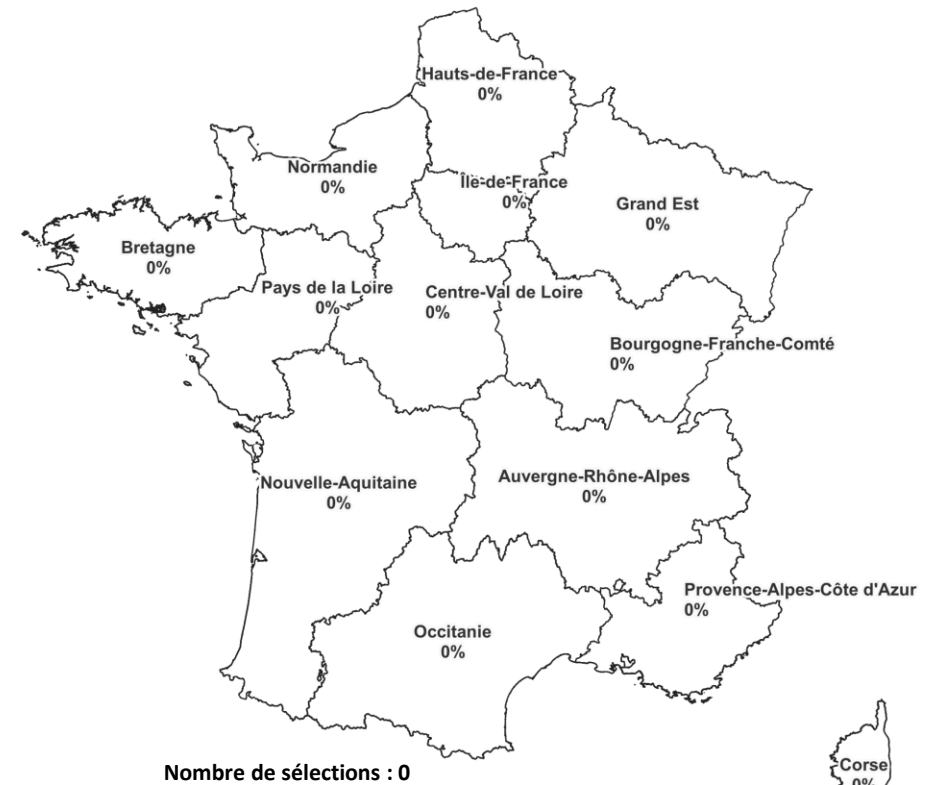 Hauts-de-France
0%
Normandie
0%
Île-de-France
0%
Grand Est
0%
Bretagne
0%
Pays de la Loire
0%
Centre-Val de Loire
0%
Bourgogne-Franche-Comté
0%
Nouvelle-Aquitaine
0%
Auvergne-Rhône-Alpes
0%
Provence-Alpes-Côte d'Azur
0%
Occitanie
0%
Corse
0%
Nombre de sélections : 0